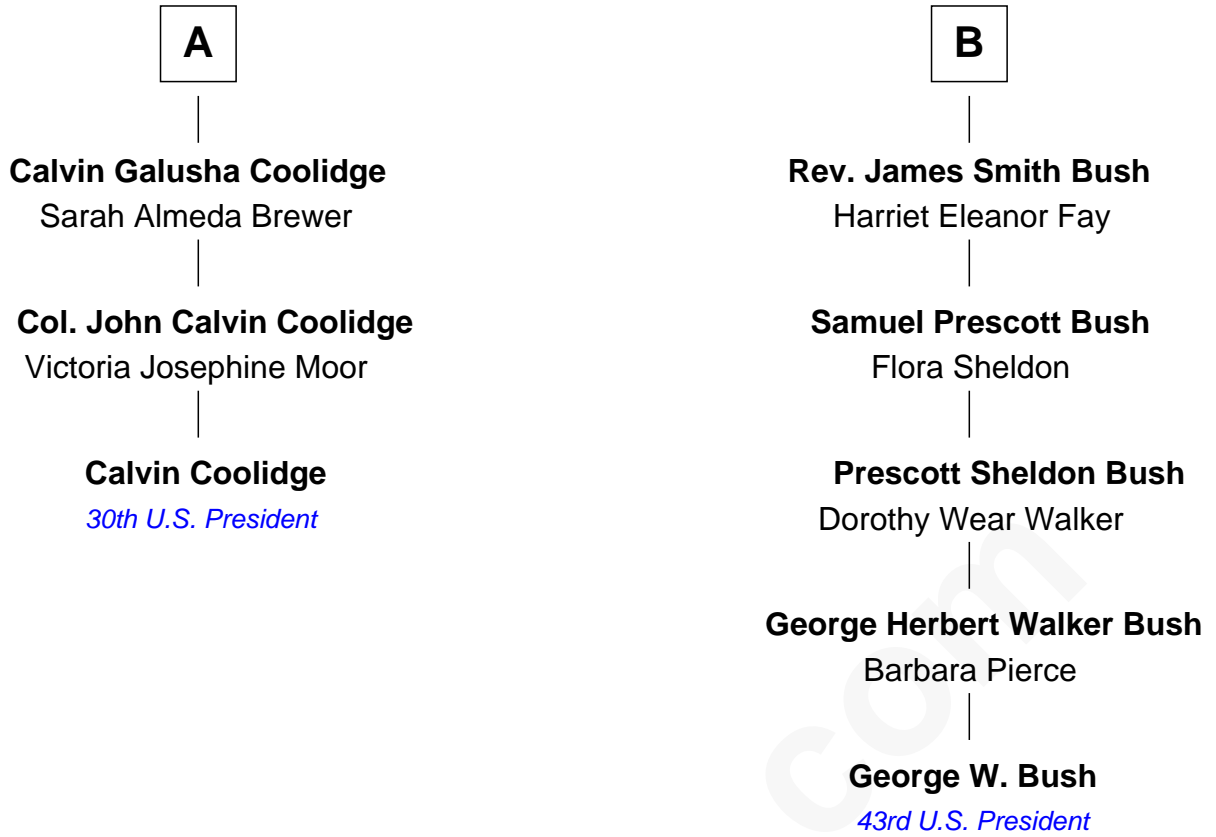 A
Calvin Galusha Coolidge
Sarah Almeda Brewer
Col. John Calvin Coolidge
Victoria Josephine Moor
Calvin Coolidge
30th U.S. President
B
Rev. James Smith Bush
Harriet Eleanor Fay
Samuel Prescott Bush
Flora Sheldon
Prescott Sheldon Bush
Dorothy Wear Walker
George Herbert Walker Bush
Barbara Pierce
George W. Bush
43rd U.S. President
com